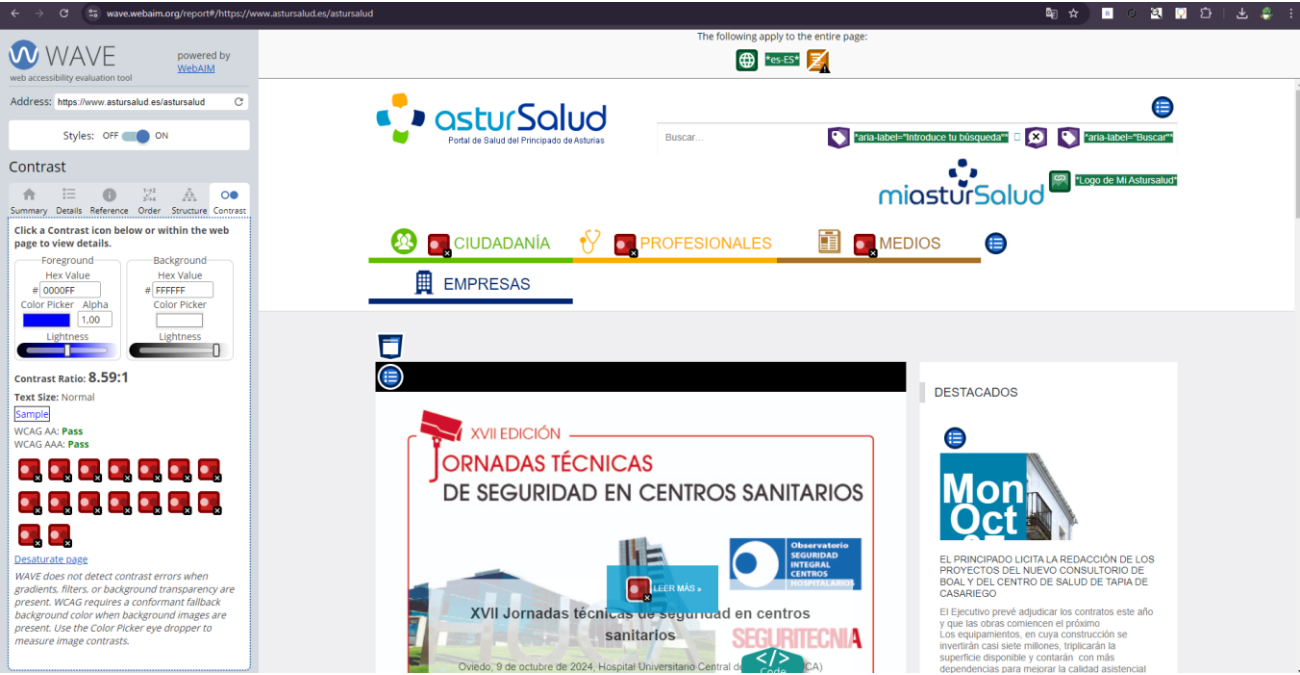 wave.webaim.org/report#/https://www.astursalud.es/astursalud
WAVE
web accessibility evaluation tool
powered by
WebAIM
Address: https://www.astursalud.es/astursalud
Styles: OFF ON
Contrast
Summary Details Reference Order Structure Contrast
Click a Contrast icon below or within the web
page to view details.
Foreground
Hex Value
# 0000FF
Color Picker Alpha
1.00
Lightness
Background
Hex Value
# FFFFFF
Color Picker
Lightness
Contrast Ratio: 8.59:1
Text Size: Normal
Sample
WCAG AA: Pass
WCAG AAA: Pass
Desaturate page
WAVE does not detect contrast errors when
gradients, filters, or background transparency are
present. WCAG requires a conformant fallback
background color when background images are
present. Use the Color Picker eye dropper to
measure image contrasts.
The following apply to the entire page:
*es-ES*
asturSalud
Portal de Salud del Principado de Asturias
Buscar...
*aria-label="Introduce tu búsqueda"*
*aria-label="Buscar"*
miasturSalud
*Logo de Mi Astursalud*
CIUDADANÍA
PROFESIONALES
MEDIOS
EMPRESAS
XVII EDICIÓN
JORNADAS TÉCNICAS
DE SEGURIDAD EN CENTROS SANITARIOS
Observatorio
SEGURIDAD
INTEGRAL
CENTROS
HOSPITALARIOS
LEER MÁS »
XVII Jornadas técnicas de seguridad en centros
sanitarios
SEGURITECNIA
Oviedo, 9 de octubre de 2024, Hospital Universitario Central de
CA)
</>
Code
DESTACADOS
Mon
Oct
EL PRINCIPADO LICITA LA REDACCIÓN DE LOS
PROYECTOS DEL NUEVO CONSULTORIO DE
BOAL Y DEL CENTRO DE SALUD DE TAPIA DE
CASARIEGO
El Ejecutivo prevé adjudicar los contratos este año
y que las obras comiencen el próximo
Los equipamientos, en cuya construcción se
invertirán casi siete millones, triplicarán la
superficie disponible y contarán con más
dependencias para mejorar la calidad asistencial